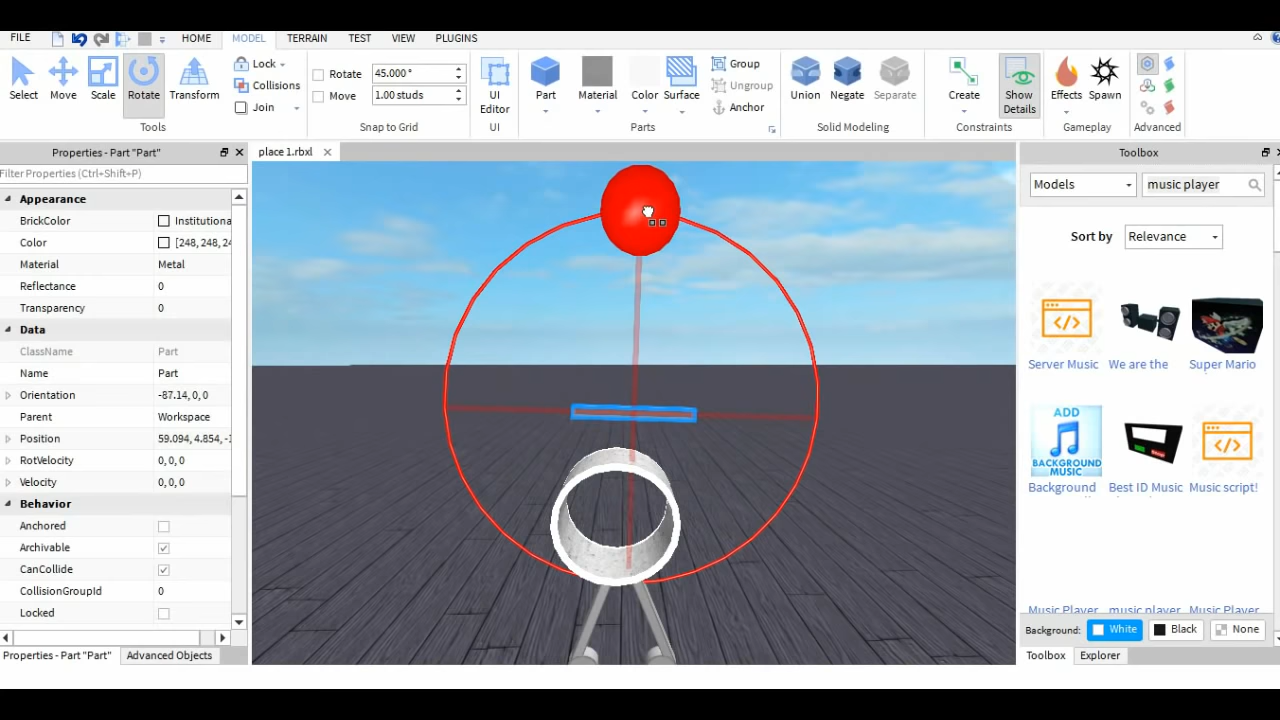 FILE HOME MODEL TERRAIN TEST VIEW PLUGINS
Select Move Scale Rotate Transform
Lock
Collisions
Join
Tools
Rotate 45.000°
Move 1.00 studs
Snap to Grid
UI Editor
UI
Part Material Color Surface
Group
Ungroup
Anchor
Parts
Union Negate Separate
Solid Modeling
Create Show Details
Constraints
Effects Spawn
Gameplay
Advanced
Properties - Part "Part"
Filter Properties (Ctrl+Shift+P)
Appearance
BrickColor Institutiona
Color [248, 248, 24
Material Metal
Reflectance 0
Transparency 0
Data
ClassName Part
Name Part
Orientation -87.14, 0, 0
Parent Workspace
Position 59.094, 4.854, -1
RotVelocity 0, 0, 0
Velocity 0, 0, 0
Behavior
Anchored
Archivable
CanCollide
CollisionGroupId 0
Locked
Properties - Part "Part" Advanced Objects
place 1.rbxl
Toolbox
Models music player
Sort by Relevance
Server Music We are the Super Mario
ADD
BACKGROUND
MUSIC
Background Best ID Music Music script!
Music Player music player Music Player
Background: White Black None
Toolbox Explorer